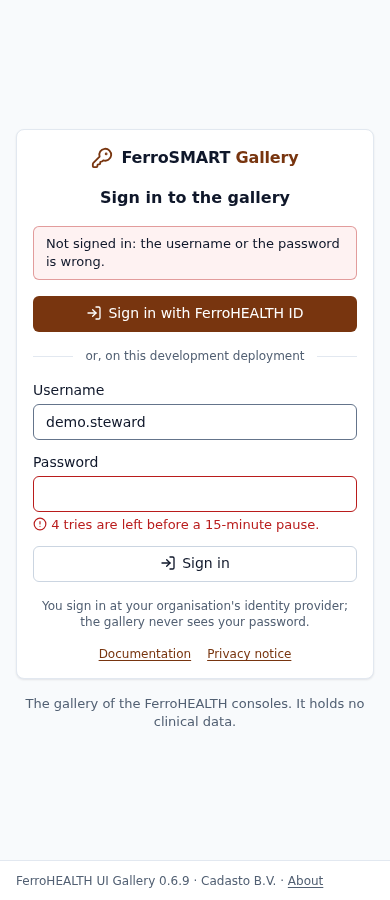 FerroSMART Gallery
Sign in to the gallery
Not signed in: the username or the password
is wrong.
Sign in with FerroHEALTH ID
or, on this development deployment
Username
demo.steward
Password
4 tries are left before a 15-minute pause.
Sign in
You sign in at your organisation's identity provider;
the gallery never sees your password.
Documentation Privacy notice
The gallery of the FerroHEALTH consoles. It holds no
clinical data.
FerroHEALTH UI Gallery 0.6.9 · Cadasto B.V. · About